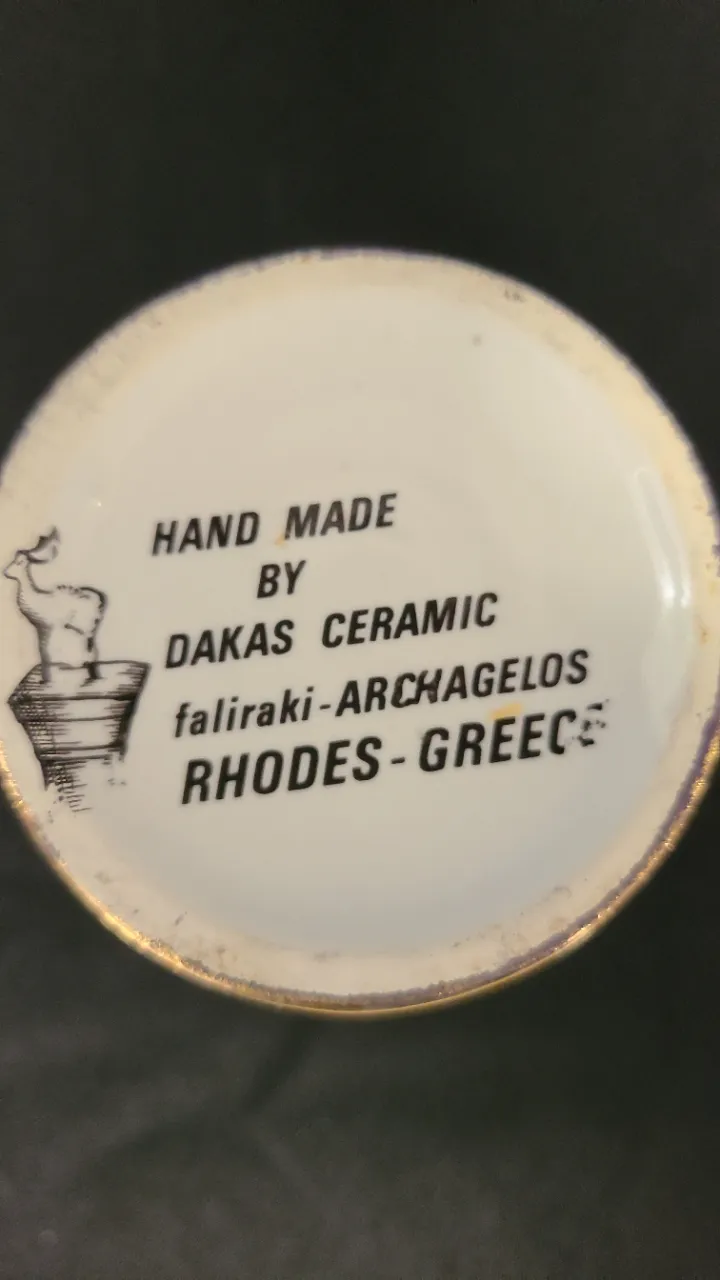 HAND MADE
BY
DAKAS CERAMIC
faliraki-ARCHAGELOS
RHODES-GREECE